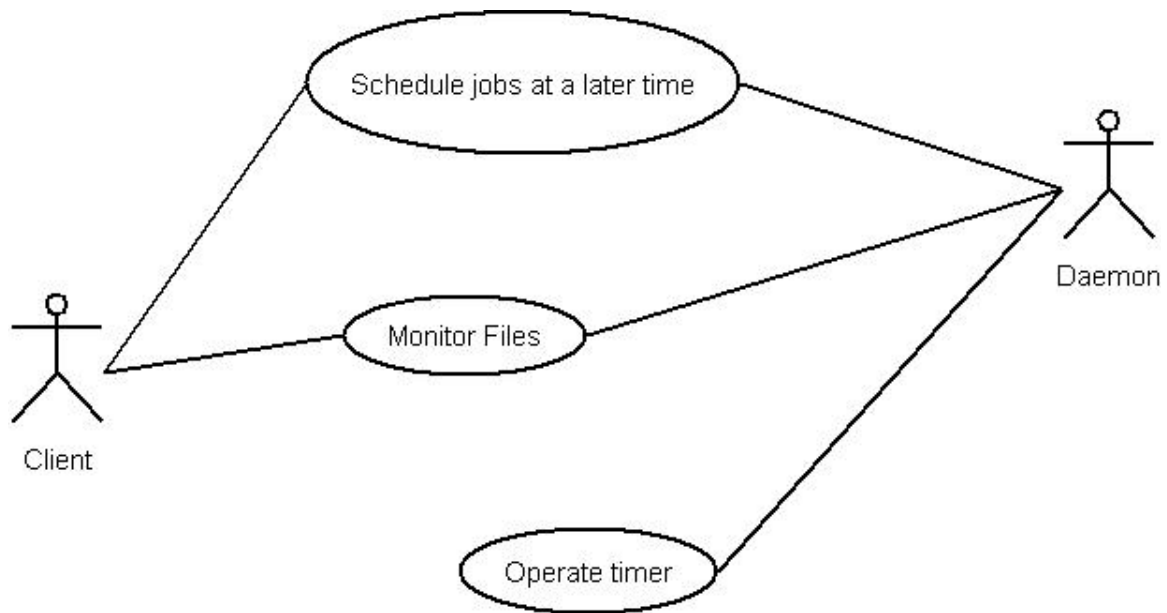 Schedule jobs at a later time
Daemon
Monitor Files
Client
Operate timer